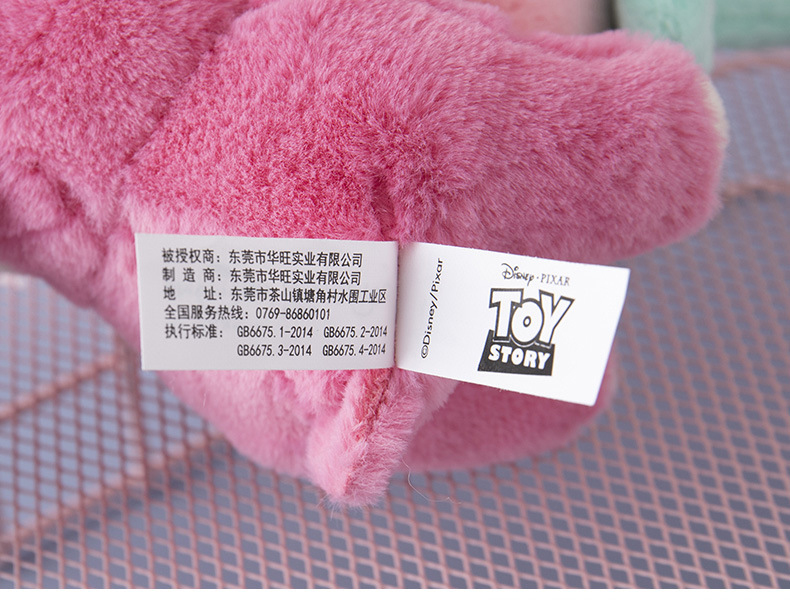 被授权商：东莞市华旺实业有限公司
制造商：东莞市华旺实业有限公司
地址：东莞市茶山镇塘角村水围工业区
全国服务热线：0769-86860101
执行标准：GB6675.1-2014 GB6675.2-2014
GB6675.3-2014 GB6675.4-2014
©Disney/Pixar
Disney·PIXAR
TOY
STORY